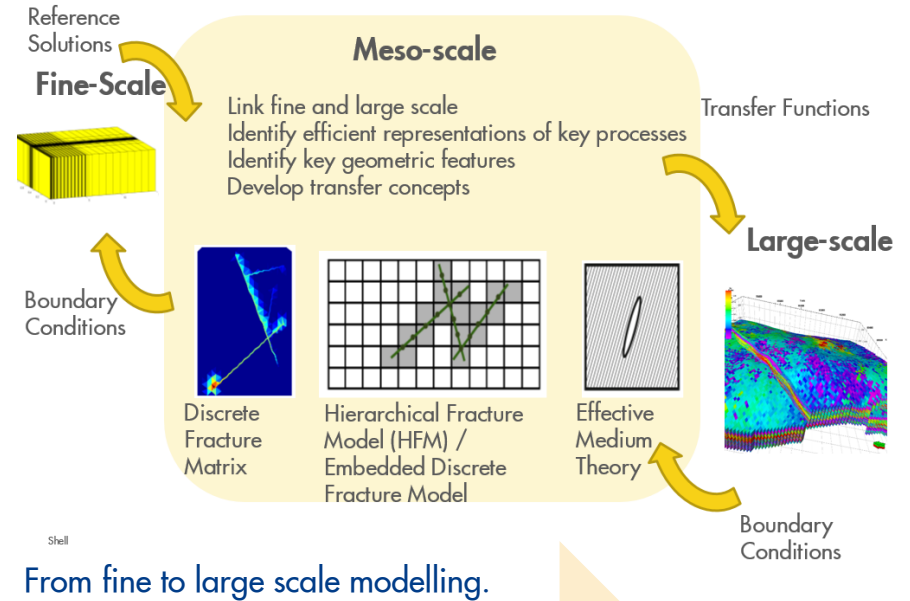 Reference
Solutions
Fine-Scale
Meso-scale
Link fine and large scale
Identify efficient representations of key processes
Identify key geometric features
Develop transfer concepts
Transfer Functions
Large-scale
Boundary
Conditions
Discrete
Fracture
Matrix
Hierarchical Fracture
Model (HFM) /
Embedded Discrete
Fracture Model
Effective
Medium
Theory
Boundary
Conditions
Shell
From fine to large scale modelling.